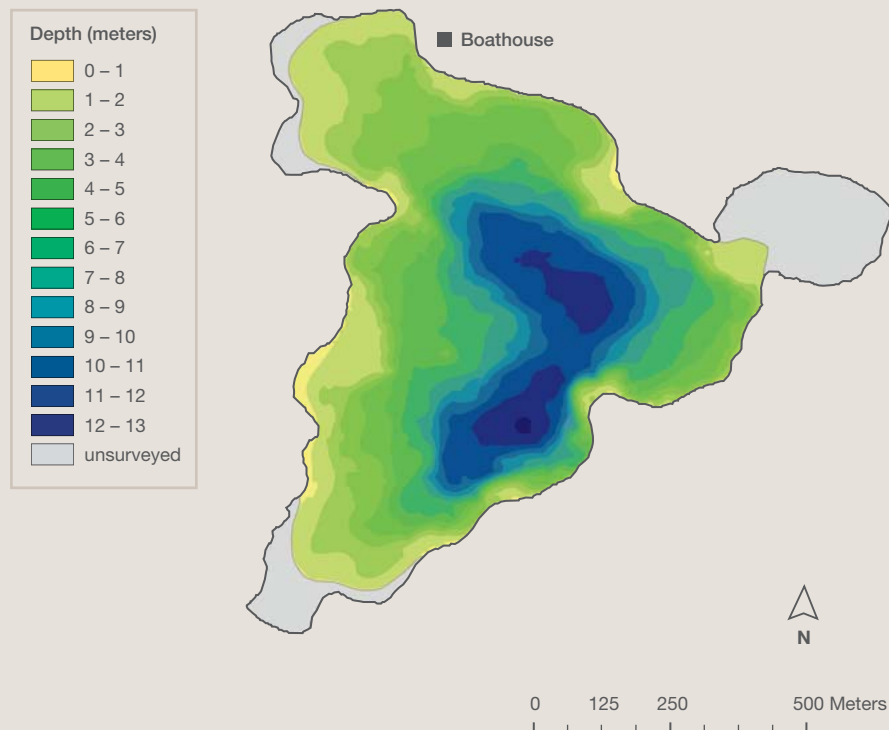 Depth (meters)
0 – 1
1 – 2
2 – 3
3 – 4
4 – 5
5 – 6
6 – 7
7 – 8
8 – 9
9 – 10
10 – 11
11 – 12
12 – 13
unsurveyed
Boathouse
N
0 125 250 500 Meters